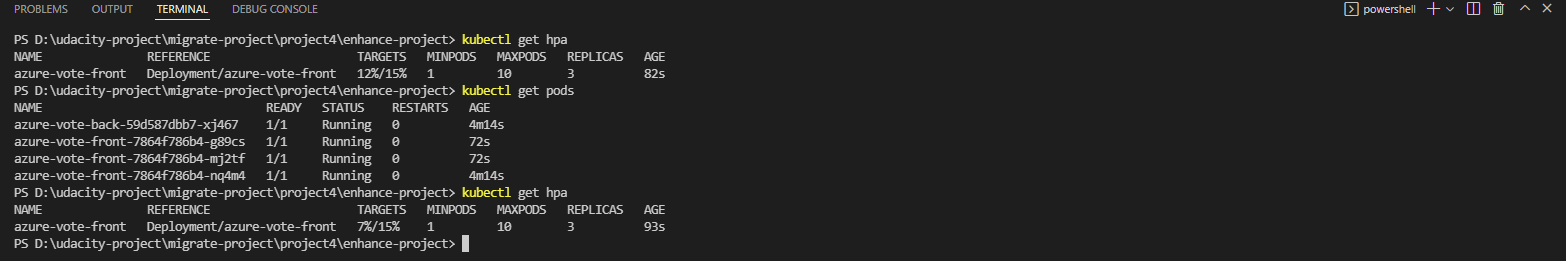 PROBLEMS OUTPUT TERMINAL DEBUG CONSOLE powershell
PS D:\udacity-project\migrate-project\project4\enhance-project> kubectl get hpa
NAME REFERENCE TARGETS MINPODS MAXPODS REPLICAS AGE
azure-vote-front Deployment/azure-vote-front 12%/15% 1 10 3 82s
PS D:\udacity-project\migrate-project\project4\enhance-project> kubectl get pods
NAME READY STATUS RESTARTS AGE
azure-vote-back-59d587dbb7-xj467 1/1 Running 0 4m14s
azure-vote-front-7864f786b4-g89cs 1/1 Running 0 72s
azure-vote-front-7864f786b4-mj2tf 1/1 Running 0 72s
azure-vote-front-7864f786b4-nq4m4 1/1 Running 0 4m14s
PS D:\udacity-project\migrate-project\project4\enhance-project> kubectl get hpa
NAME REFERENCE TARGETS MINPODS MAXPODS REPLICAS AGE
azure-vote-front Deployment/azure-vote-front 7%/15% 1 10 3 93s
PS D:\udacity-project\migrate-project\project4\enhance-project>